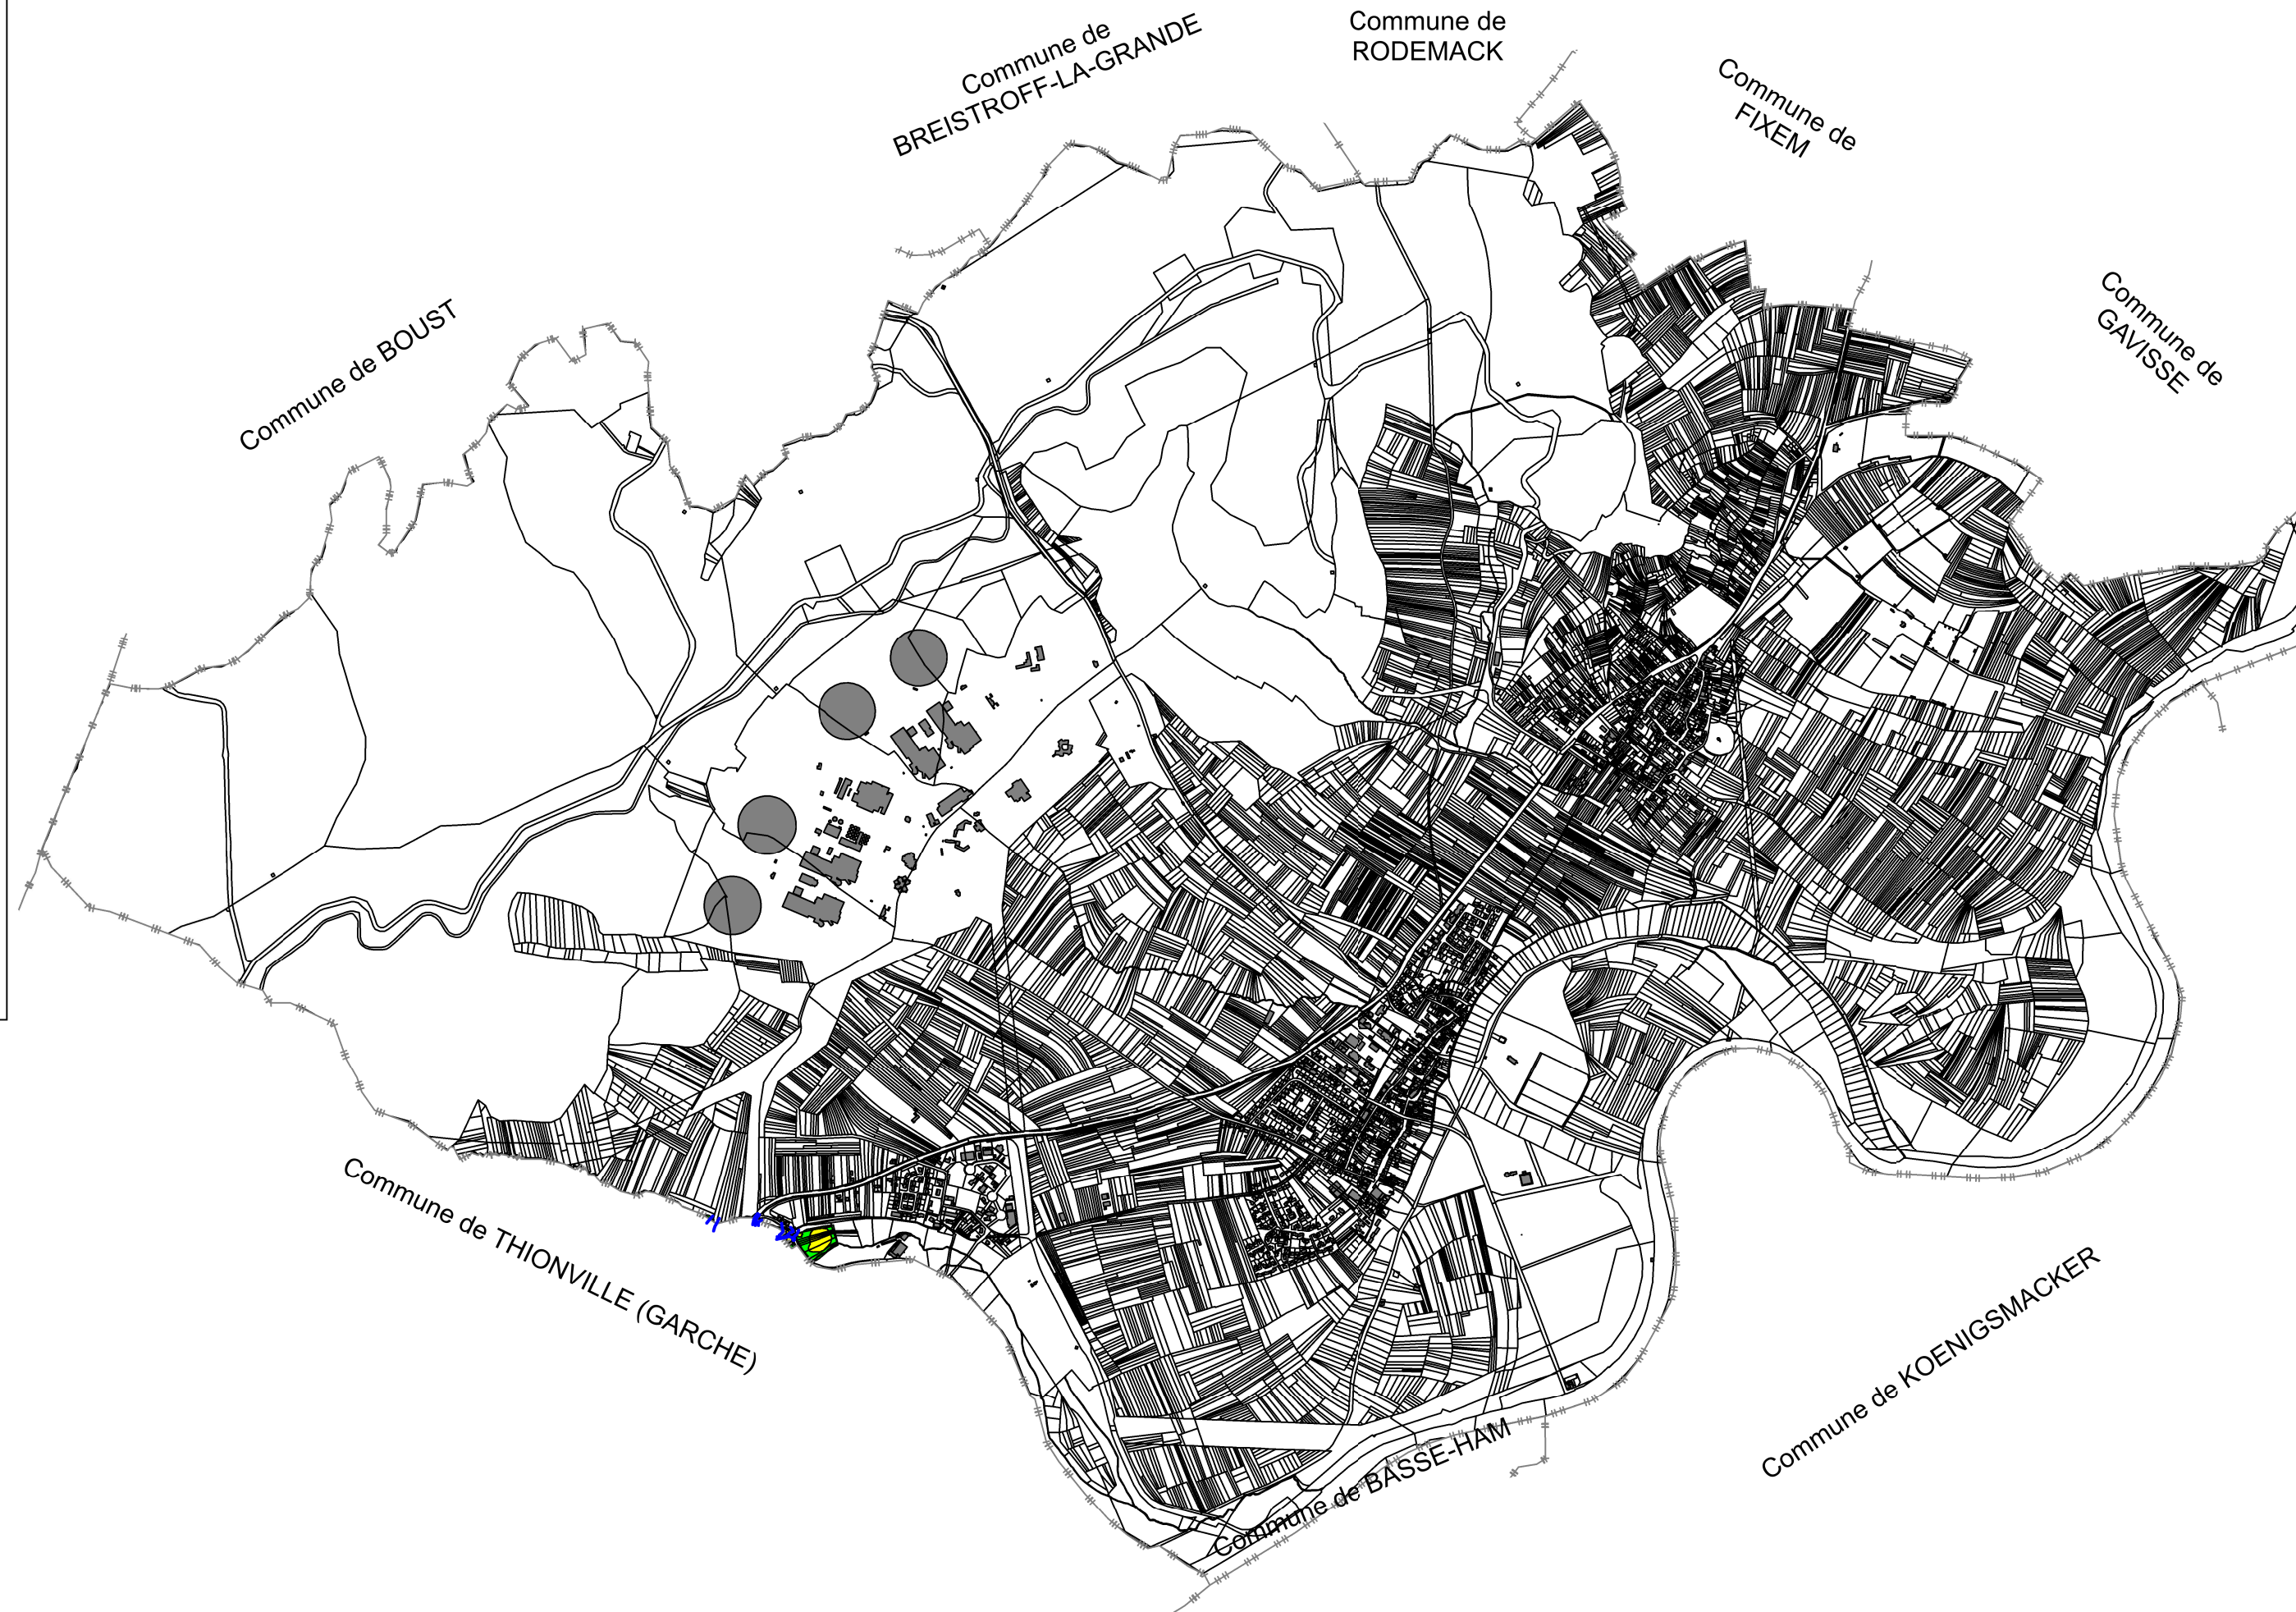 Commune de
BREISTROFF-LA-GRANDE
Commune de
RODEMACK
Commune de
FIXEM
Commune de
GAVISSE
Commune de BOUST
Commune de THIONVILLE (GARCHE)
Commune de BASSE-HAM
Commune de KOENIGSMACKER